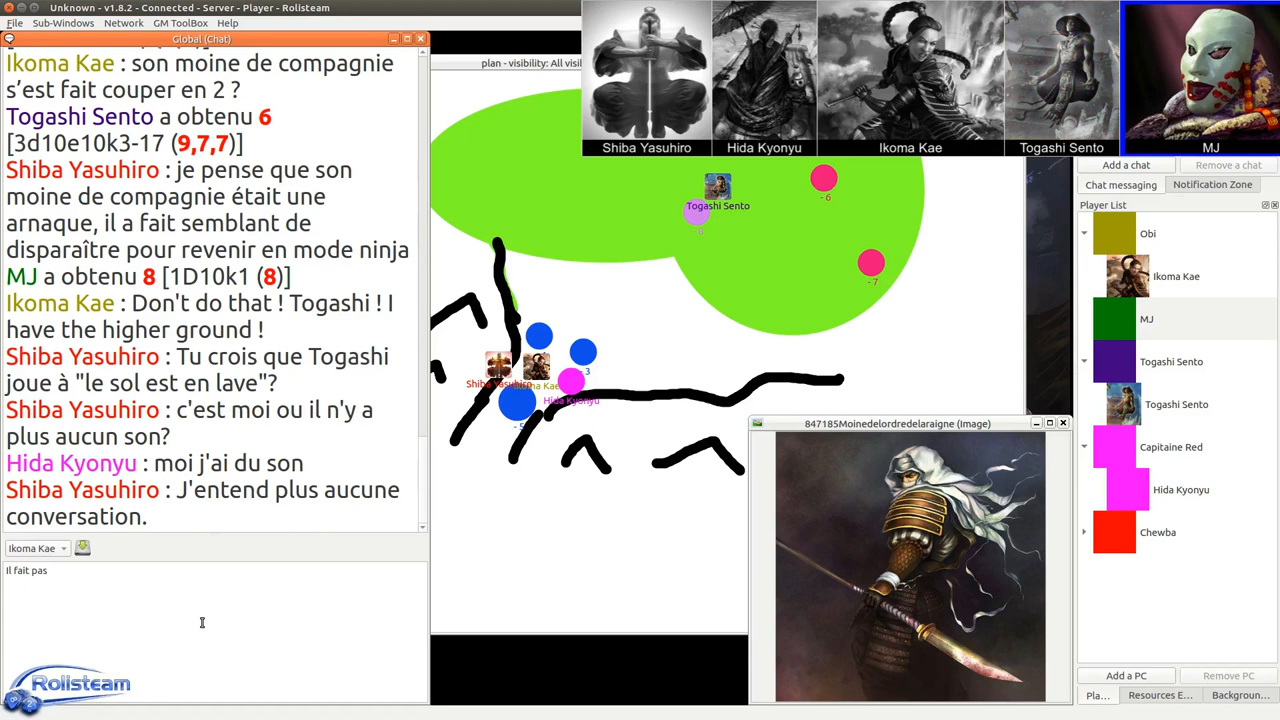 Unknown - v1.8.2 - Connected - Server - Player - Rolisteam
File Sub-Windows Network GM ToolBox Help
Global (Chat)
Ikoma Kae : son moine de compagnie
s’est fait couper en 2 ?
Togashi Sento a obtenu 6
[3d10e10k3-17 (9,7,7)]
Shiba Yasuhiro : je pense que son
moine de compagnie était une
arnaque, il a fait semblant de
disparaître pour revenir en mode ninja
MJ a obtenu 8 [1D10k1 (8)]
Ikoma Kae : Don't do that ! Togashi ! I
have the higher ground !
Shiba Yasuhiro : Tu crois que Togashi
joue à "le sol est en lave"?
Shiba Yasuhiro : c'est moi ou il n'y a
plus aucun son?
Hida Kyonyu : moi j'ai du son
Shiba Yasuhiro : J'entend plus aucune
conversation.
Ikoma Kae
Il fait pas
Rolisteam
plan - visibility: All visi
Shiba Yasuhiro
Hida Kyonyu
Ikoma Kae
Togashi Sento
MJ
Togashi Sento
- 6
- 7
Shiba Yasuhiro
Hida Kyonyu
- 3
847185Moinedelordredelaraigne (Image)
Add a chat Remove a chat
Chat messaging Notification Zone
Player List
Obi
Ikoma Kae
MJ
Togashi Sento
Togashi Sento
Capitaine Red
Hida Kyonyu
Chewba
Add a PC Remove PC
Pla... Resources E... Backgroun...